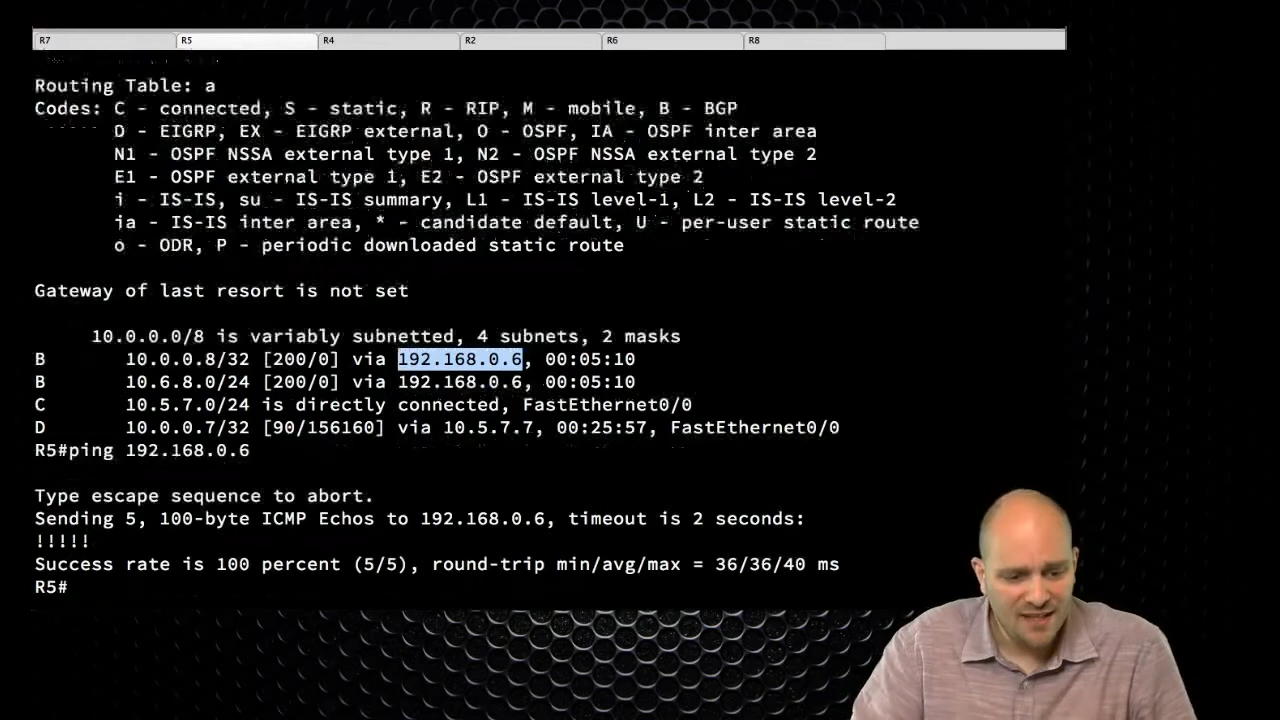 R7 R5 R4 R2 R6 R8
Routing Table: a
Codes: C - connected, S - static, R - RIP, M - mobile, B - BGP
D - EIGRP, EX - EIGRP external, O - OSPF, IA - OSPF inter area
N1 - OSPF NSSA external type 1, N2 - OSPF NSSA external type 2
E1 - OSPF external type 1, E2 - OSPF external type 2
i - IS-IS, su - IS-IS summary, L1 - IS-IS level-1, L2 - IS-IS level-2
ia - IS-IS inter area, * - candidate default, U - per-user static route
o - ODR, P - periodic downloaded static route
Gateway of last resort is not set
10.0.0.0/8 is variably subnetted, 4 subnets, 2 masks
B 10.0.0.8/32 [200/0] via 192.168.0.6, 00:05:10
B 10.6.8.0/24 [200/0] via 192.168.0.6, 00:05:10
C 10.5.7.0/24 is directly connected, FastEthernet0/0
D 10.0.0.7/32 [90/156160] via 10.5.7.7, 00:25:57, FastEthernet0/0
R5#ping 192.168.0.6
Type escape sequence to abort.
Sending 5, 100-byte ICMP Echos to 192.168.0.6, timeout is 2 seconds:
!!!!!
Success rate is 100 percent (5/5), round-trip min/avg/max = 36/36/40 ms
R5#